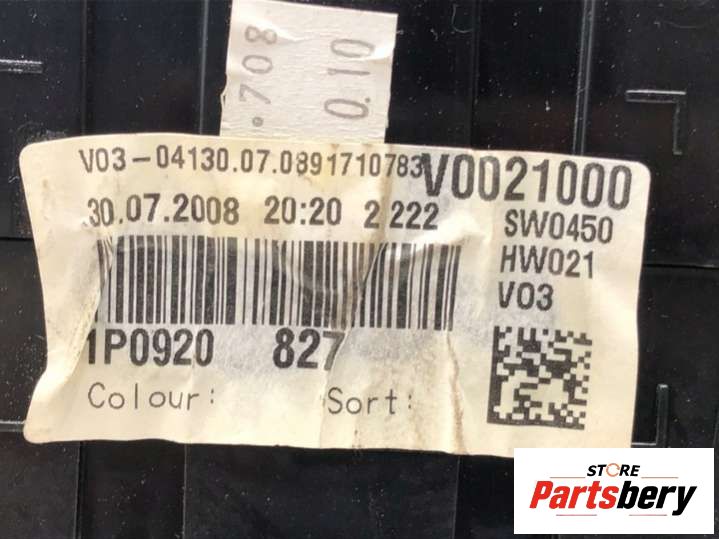 .708
0.10
V03-04130.07.0891710783
V0021000
30.07.2008 20:20 2 222
SW0450
HW021
V03
1P0920 827
Colour: Sort:
STORE
Partsbery